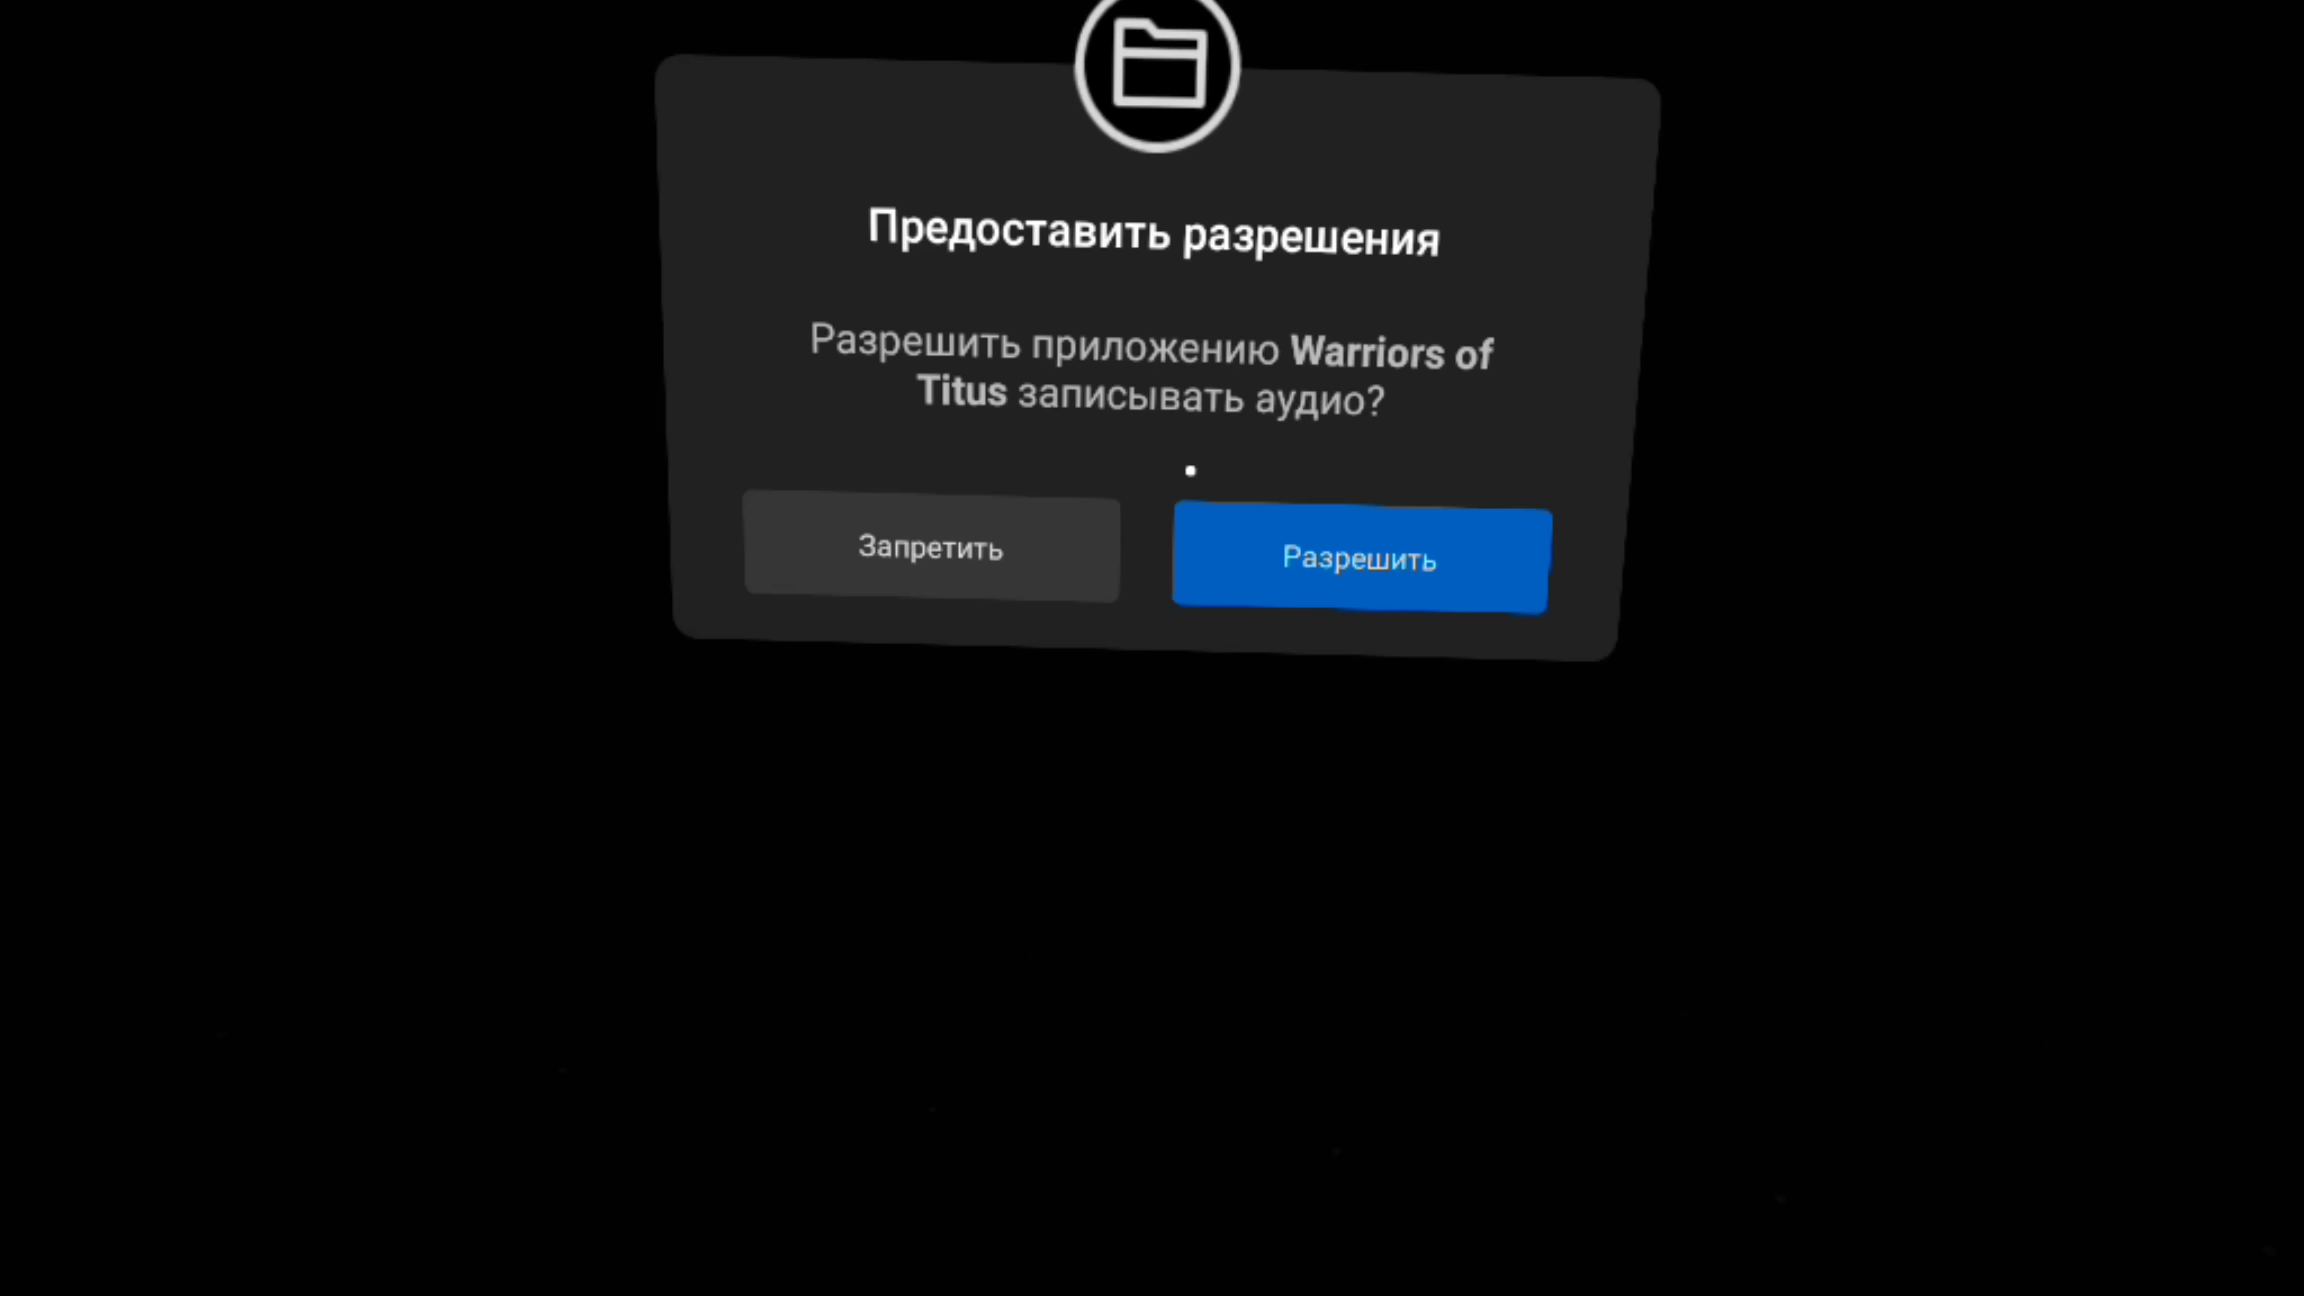 Предоставить разрешения
Разрешить приложению Warriors of
Titus записывать аудио?
Запретить
Разрешить